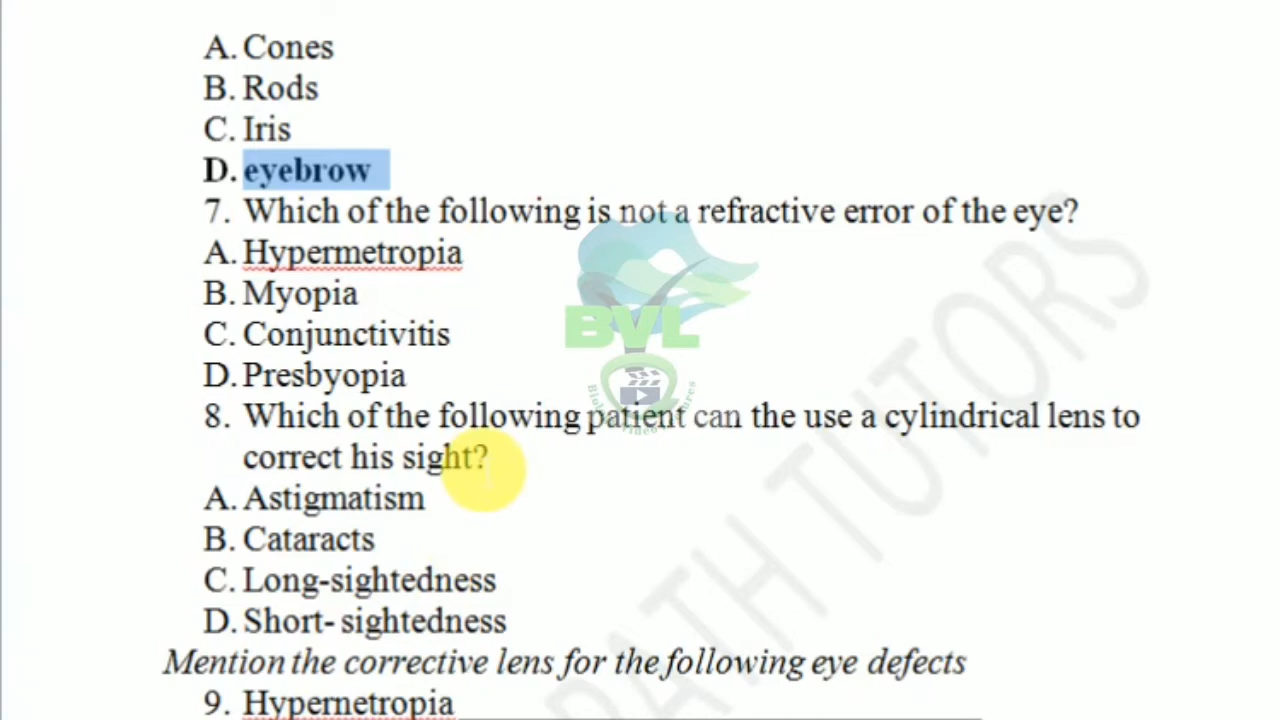 A. Cones
B. Rods
C. Iris
D. eyebrow
7. Which of the following is not a refractive error of the eye?
A. Hypermetropia
B. Myopia
BVL
C. Conjunctivitis
D. Presbyopia
8. Which of the following patient can the use a cylindrical lens to
correct his sight?
A. Astigmatism
B. Cataracts
C. Long-sightedness
D. Short- sightedness
Mention the corrective lens for the following eye defects
9. Hypernetropia
PATH TUTORS